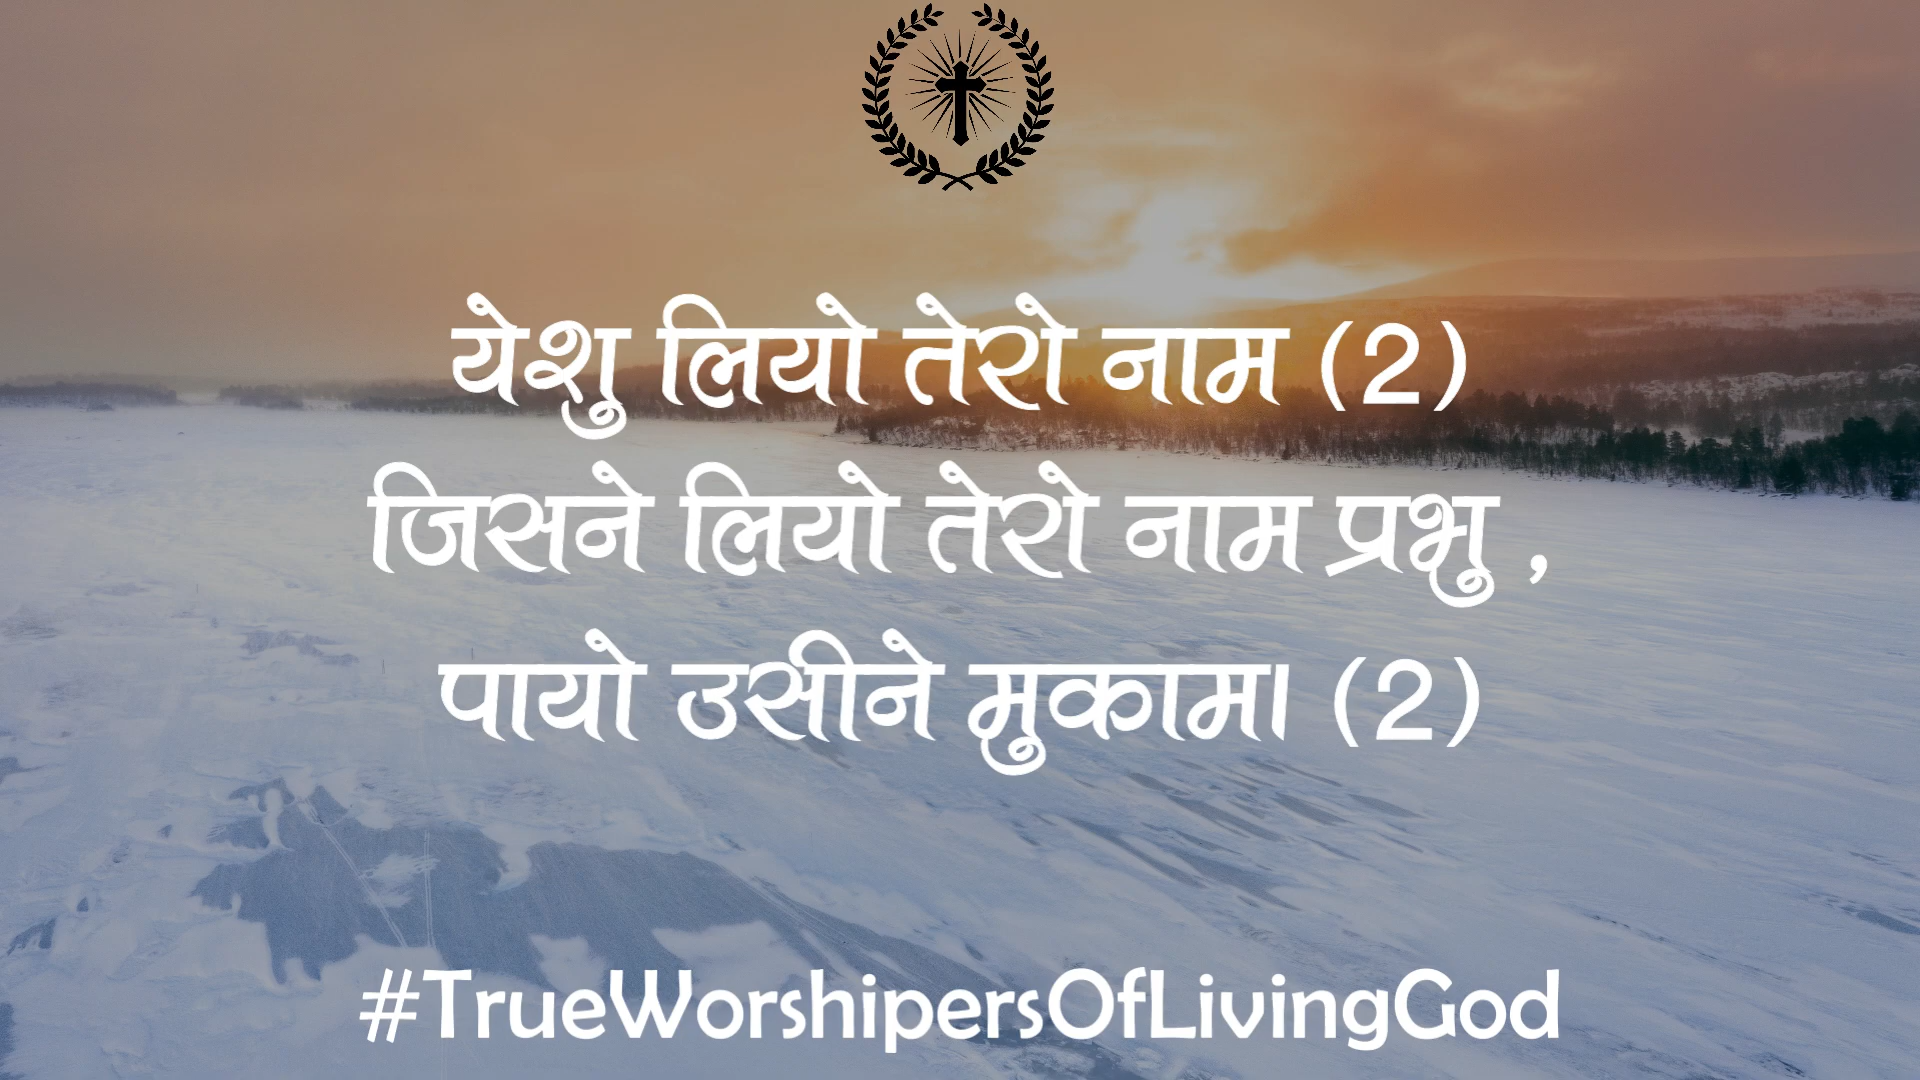 येशु लियो तेरो नाम (2)
जिसने लियो तेरो नाम प्रभु ,
पायो उसीने मुकाम। (2)
#TrueWorshipersOfLivingGod